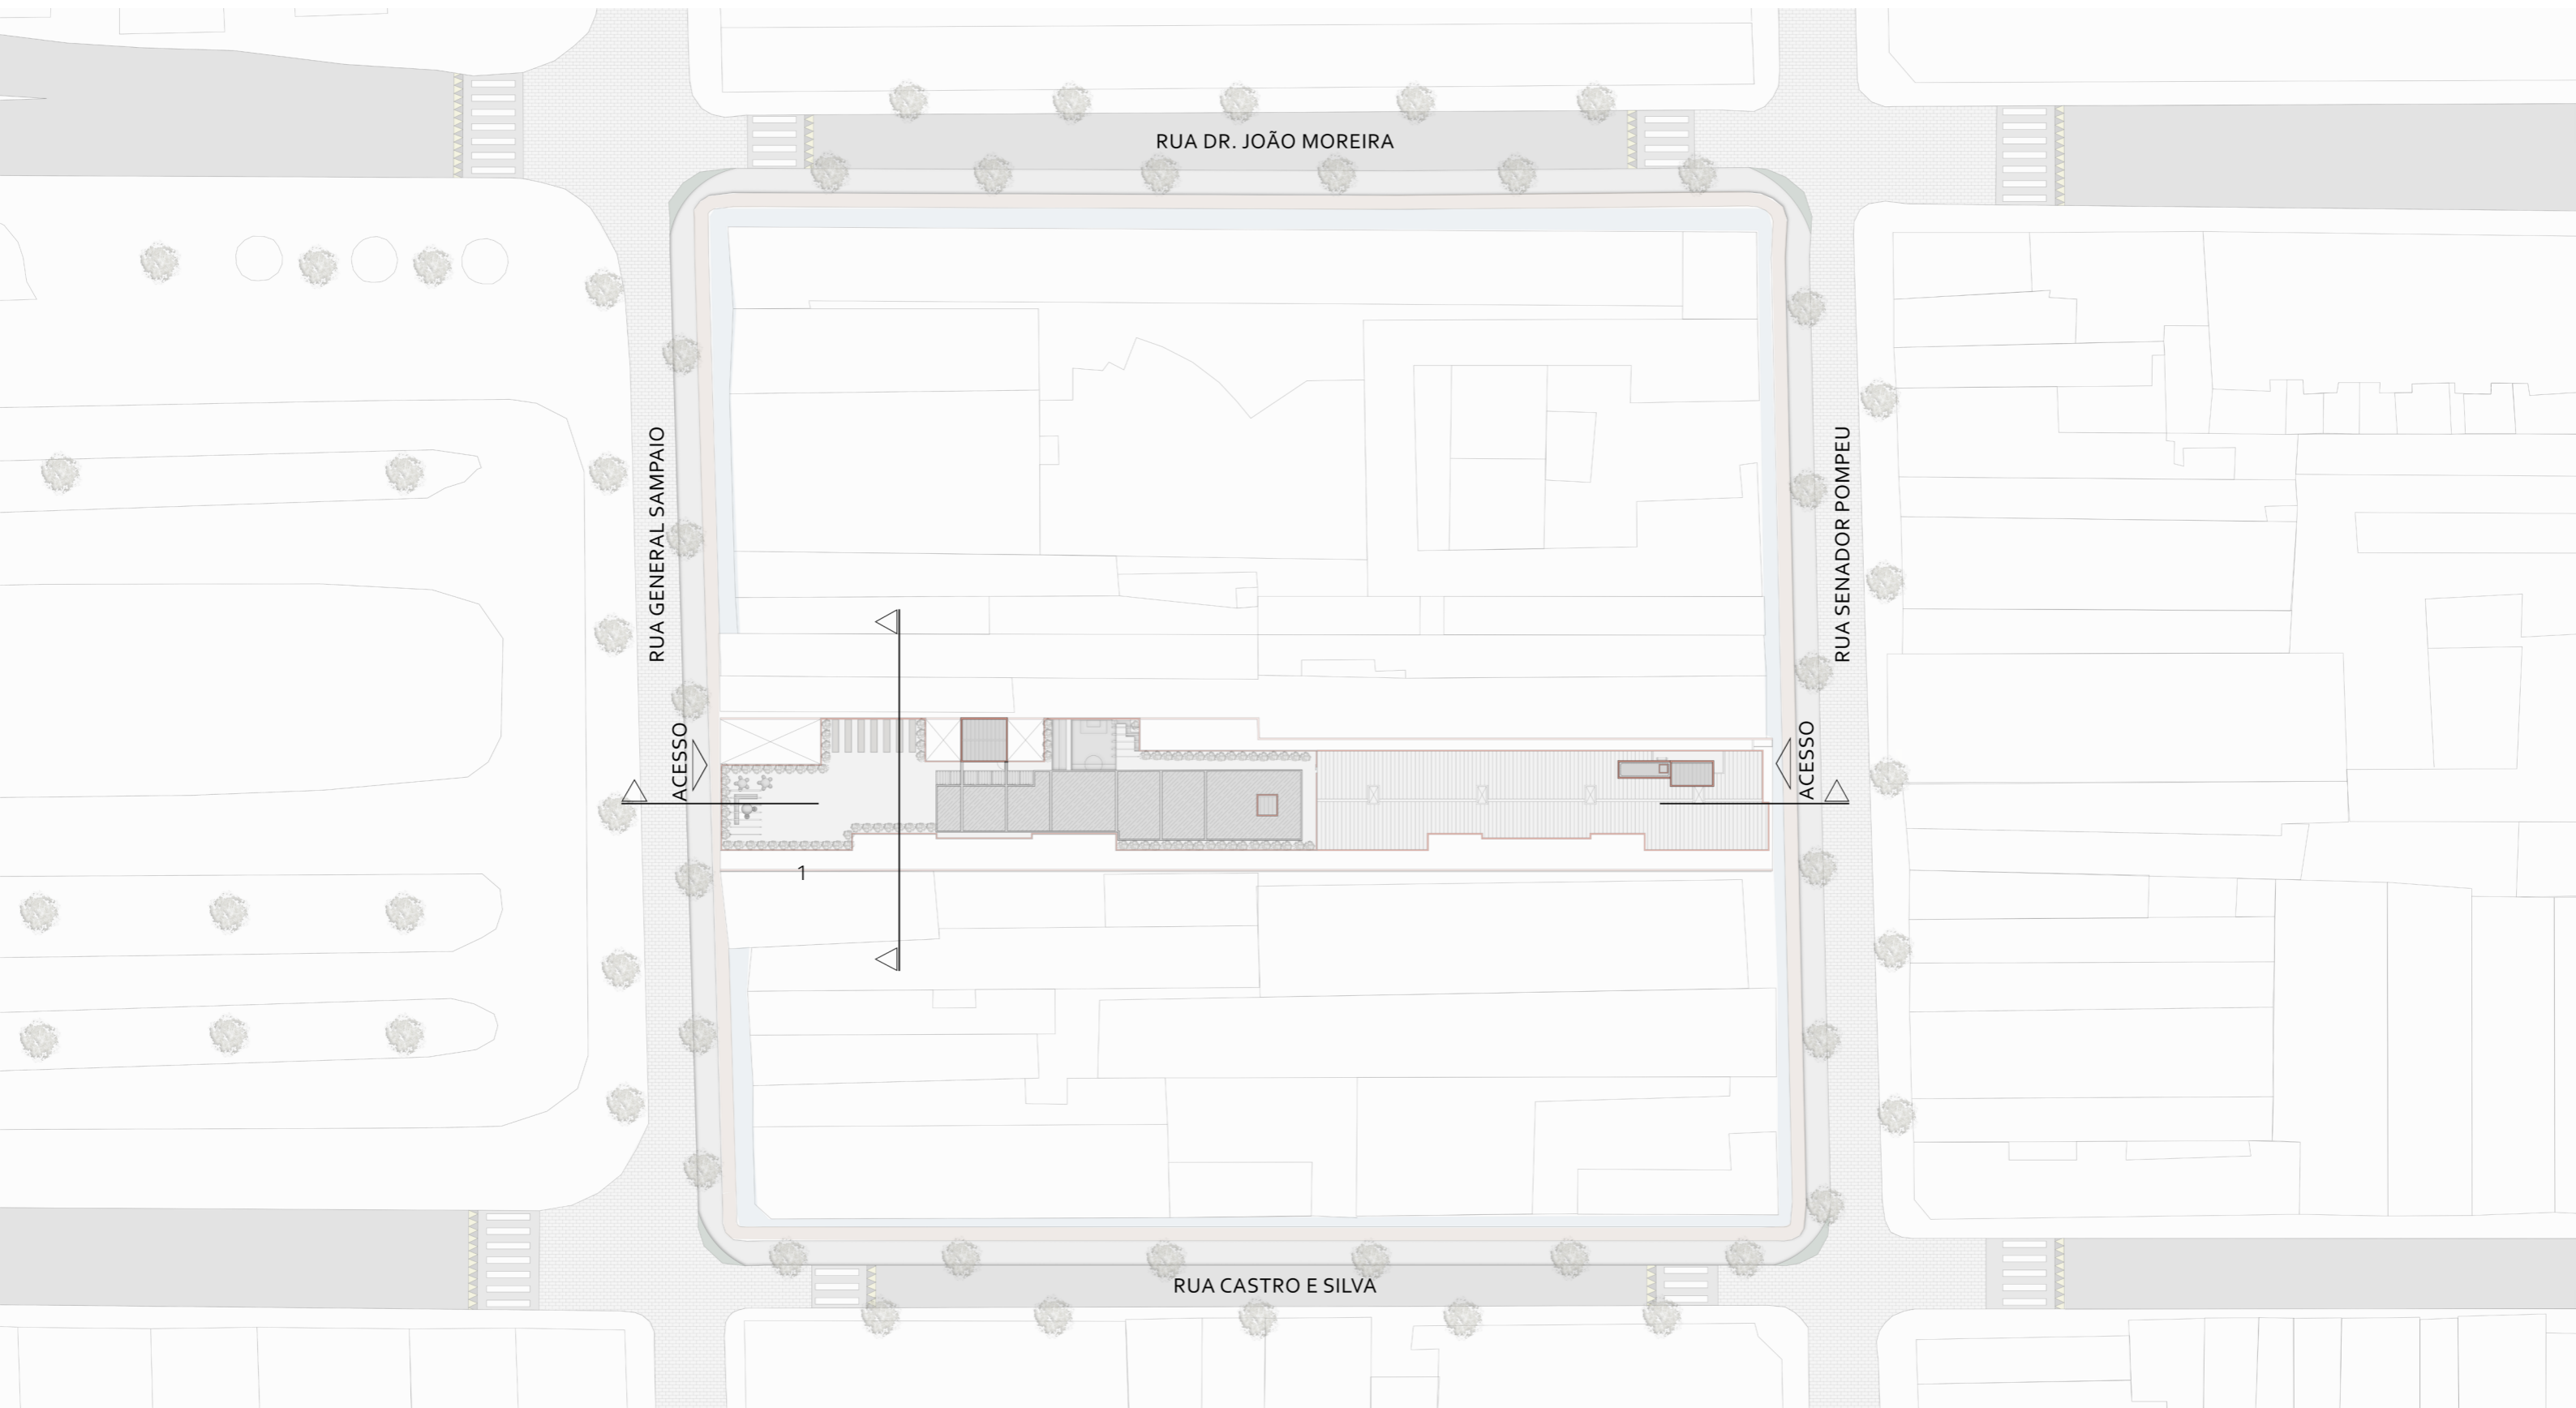 RUA DR. JOÃO MOREIRA
RUA GENERAL SAMPAIO
RUA SENADOR POMPEU
ACESSO
ACESSO
1
RUA CASTRO E SILVA